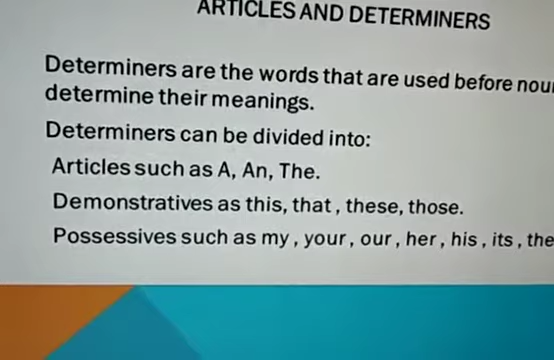 ARTICLES AND DETERMINERS
Determiners are the words that are used before
determine their meanings.
Determiners can be divided into:
Articles such as A, An, The.
Demonstratives as this, that , these, those.
Possessives such as my , your , our , her , his , its ,